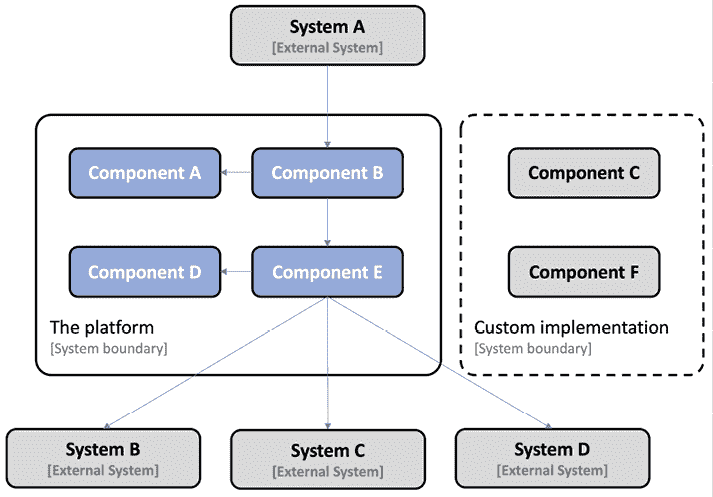 System A
[External System]
Component A
Component B
Component C
Component D
Component E
Component F
The platform
[System boundary]
Custom implementation
[System boundary]
System B
[External System]
System C
[External System]
System D
[External System]